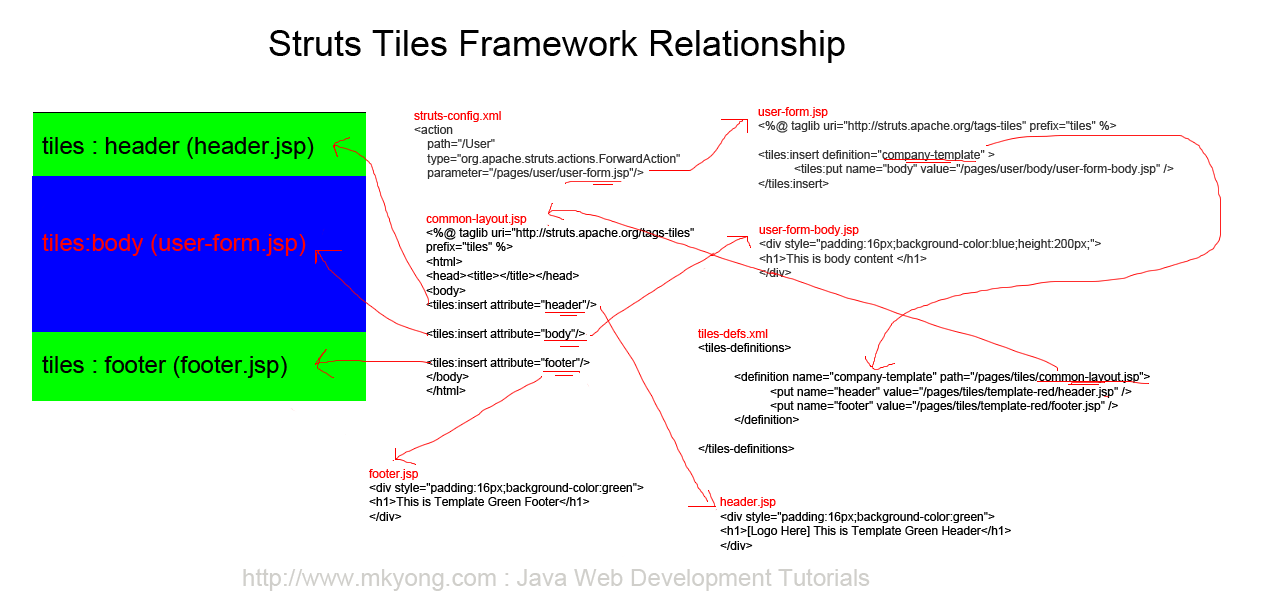 Struts Tiles Framework Relationship
tiles : header (header.jsp)
tiles:body (user-form.jsp)
tiles : footer (footer.jsp)
struts-config.xml
<action
path="/User"
type="org.apache.struts.actions.ForwardAction"
parameter="/pages/user/user-form.jsp"/>
common-layout.jsp
<%@ taglib uri="http://struts.apache.org/tags-tiles"
prefix="tiles" %>
<html>
<head><title></title></head>
<body>
<tiles:insert attribute="header"/>
<tiles:insert attribute="body"/>
<tiles:insert attribute="footer"/>
</body>
</html>
footer.jsp
<div style="padding:16px;background-color:green">
<h1>This is Template Green Footer</h1>
</div>
user-form.jsp
<%@ taglib uri="http://struts.apache.org/tags-tiles" prefix="tiles" %>
<tiles:insert definition="company-template" >
<tiles:put name="body" value="/pages/user/body/user-form-body.jsp" />
</tiles:insert>
user-form-body.jsp
<div style="padding:16px;background-color:blue;height:200px;">
<h1>This is body content </h1>
</div>
tiles-defs.xml
<tiles-definitions>
<definition name="company-template" path="/pages/tiles/common-layout.jsp">
<put name="header" value="/pages/tiles/template-red/header.jsp" />
<put name="footer" value="/pages/tiles/template-red/footer.jsp" />
</definition>
</tiles-definitions>
header.jsp
<div style="padding:16px;background-color:green">
<h1>[Logo Here] This is Template Green Header</h1>
</div>
http://www.mkyong.com : Java Web Development Tutorials